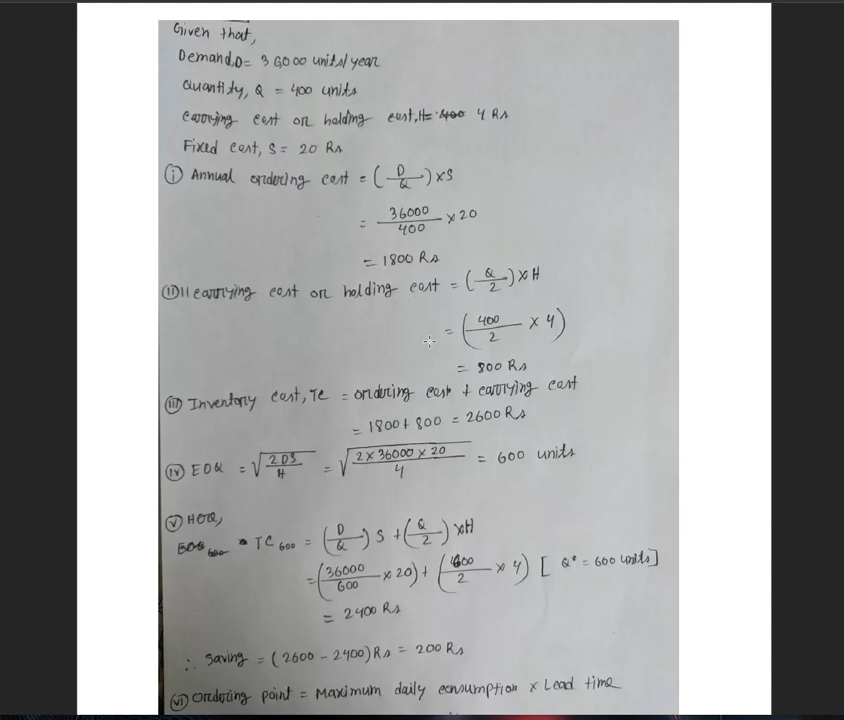 Given that,
Demand, D = 36000 units/year
Quantity, Q = 400 units
carrying cost or holding cost, H = 400 4 Rs
Fixed cost, S = 20 Rs
(i) Annual ordering cost = (D/Q) × S
= 36000/400 × 20
= 1800 Rs
(ii) carrying cost or holding cost = (Q/2) × H
= (400/2 × 4)
= 800 Rs
(iii) Inventory cost, TC = ordering cost + carrying cost
= 1800 + 800 = 2600 Rs
(iv) EOQ = √(2DS/H) = √(2 × 36000 × 20/4) = 600 units
(v) Here,
TC 600 = (D/Q) S + (Q/2) × H
= (36000/600 × 20) + (600/2 × 4) [Q* = 600 units]
= 2400 Rs
∴ Saving = (2600 - 2400) Rs = 200 Rs
(vi) Ordering point = Maximum daily consumption × Lead time